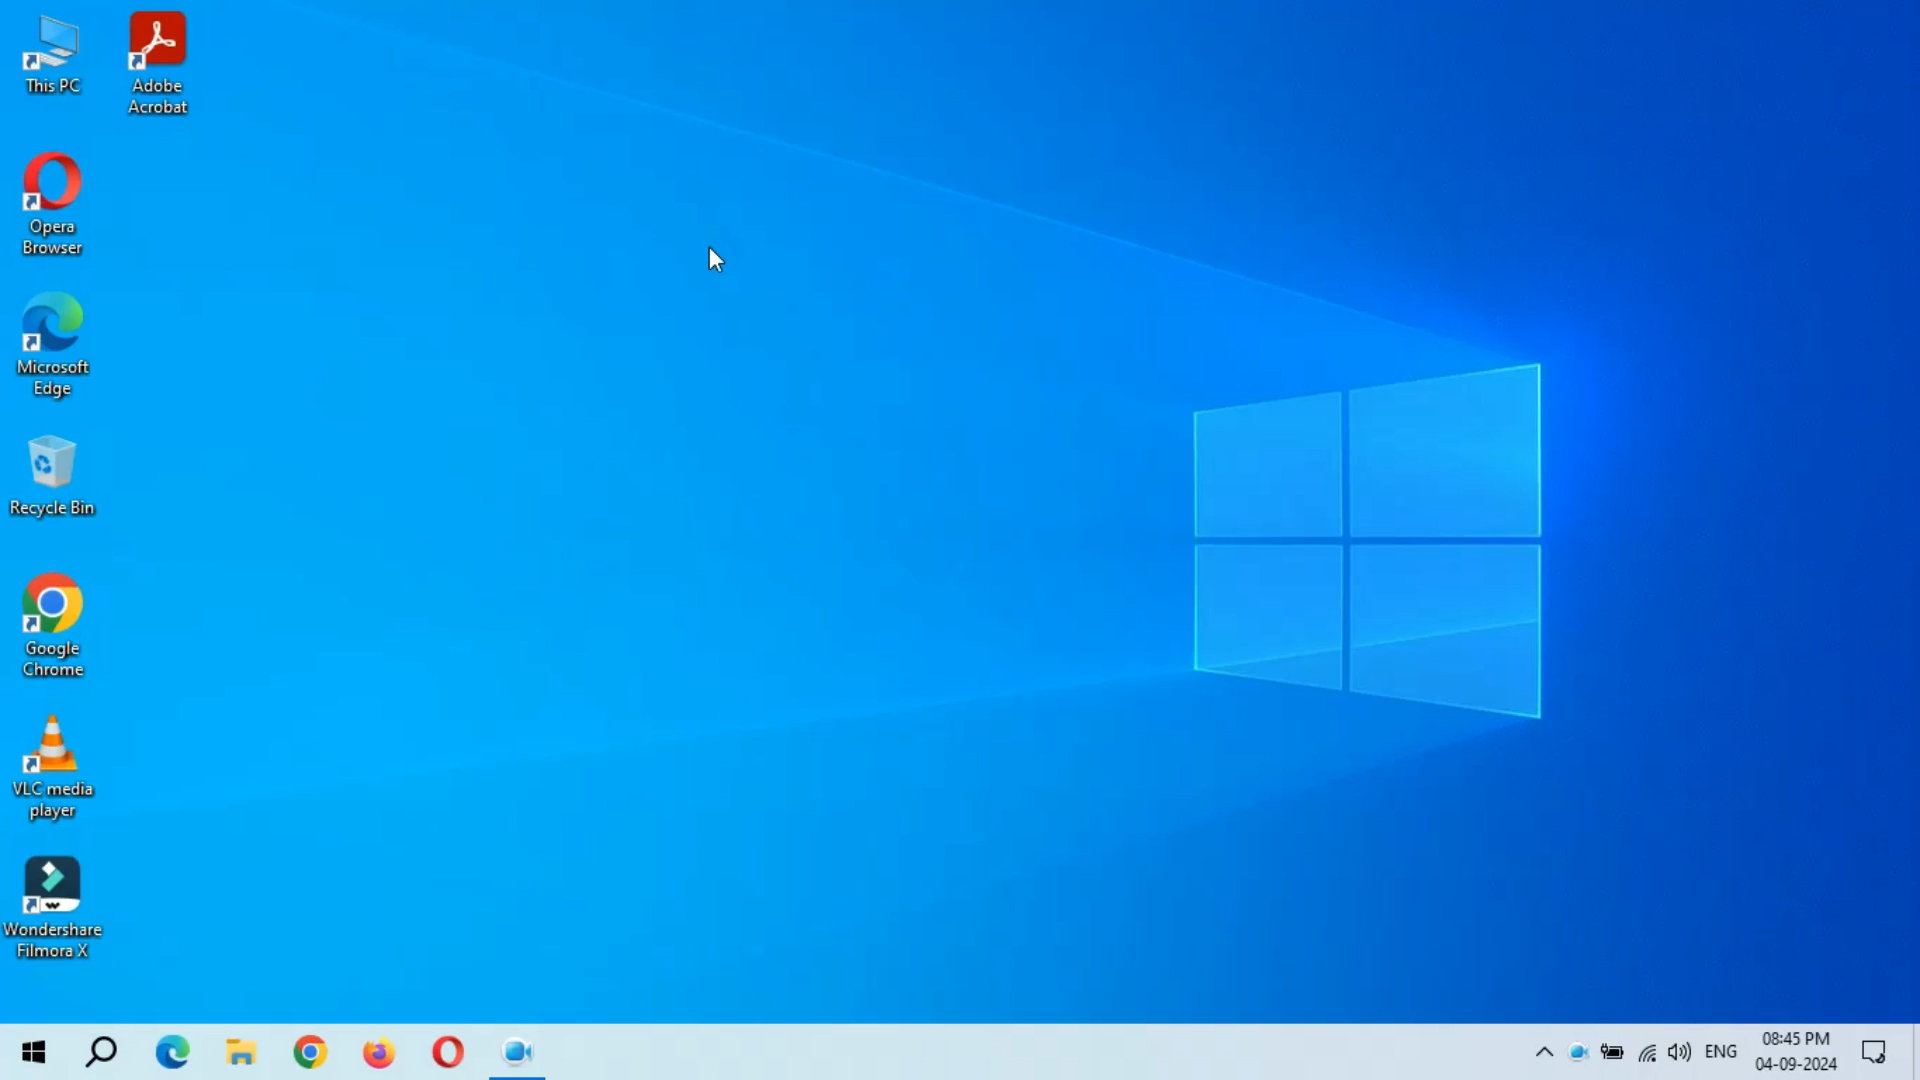 This PC
Adobe
Acrobat
Opera
Browser
Microsoft
Edge
Recycle Bin
Google
Chrome
VLC media
player
Wondershare
Filmora X
ENG
08:45 PM
04-09-2024